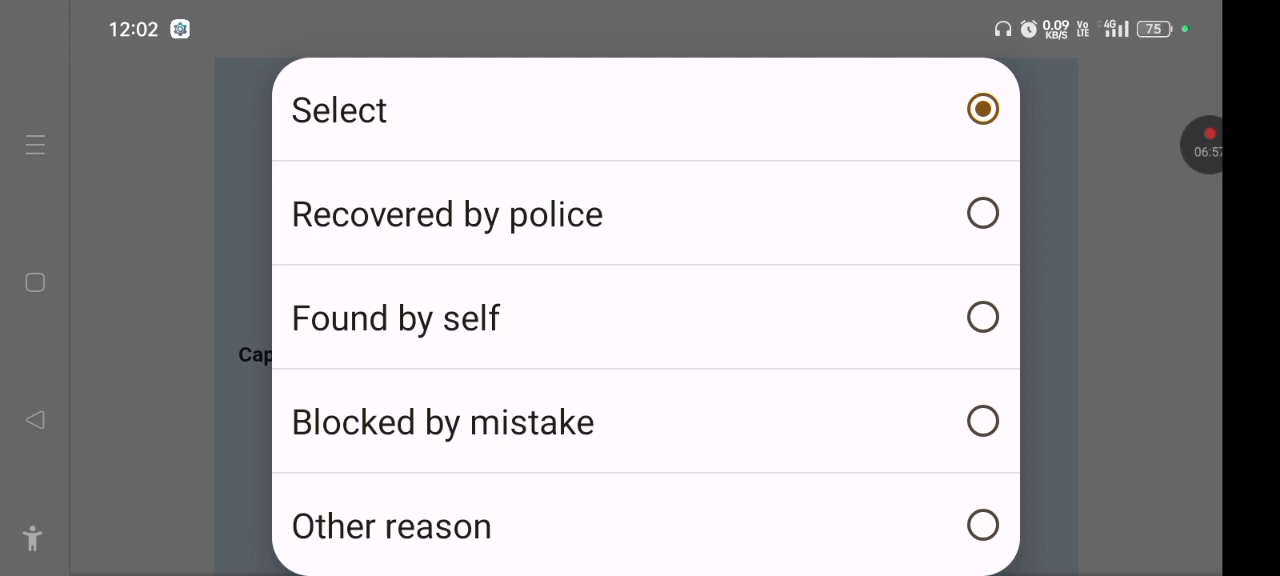 12:02
0.09 KB/S Vo LTE 4G 75
Select
Recovered by police
06:57
Found by self
Cap
Blocked by mistake
Other reason